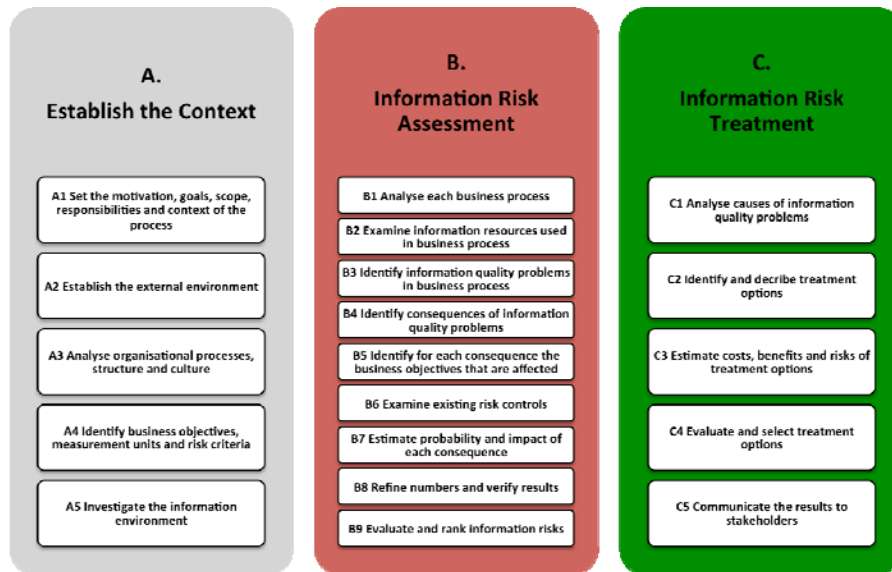 A.
Establish the Context
A1 Set the motivation, goals, scope,
responsibilities and context of the
process
A2 Establish the external environment
A3 Analyse organisational processes,
structure and culture
A4 Identify business objectives,
measurement units and risk criteria
A5 Investigate the information
environment
B.
Information Risk
Assessment
B1 Analyse each business process
B2 Examine information resources used
in business process
B3 Identify information quality problems
in business process
B4 Identify consequences of information
quality problems
B5 Identify for each consequence the
business objectives that are affected
B6 Examine existing risk controls
B7 Estimate probability and impact of
each consequence
B8 Refine numbers and verify results
B9 Evaluate and rank information risks
C.
Information Risk
Treatment
C1 Analyse causes of information
quality problems
C2 Identify and decribe treatment
options
C3 Estimate costs, benefits and risks of
treatment options
C4 Evaluate and select treatment
options
C5 Communicate the results to
stakeholders